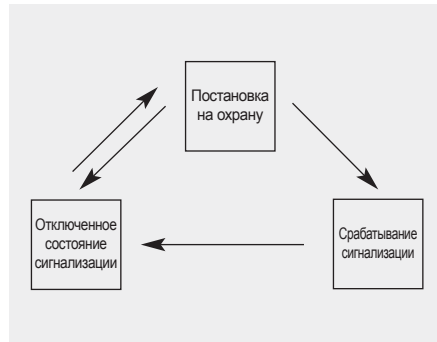 Постановка
на охрану
Отключенное
состояние
сигнализации
Срабатывание
сигнализации